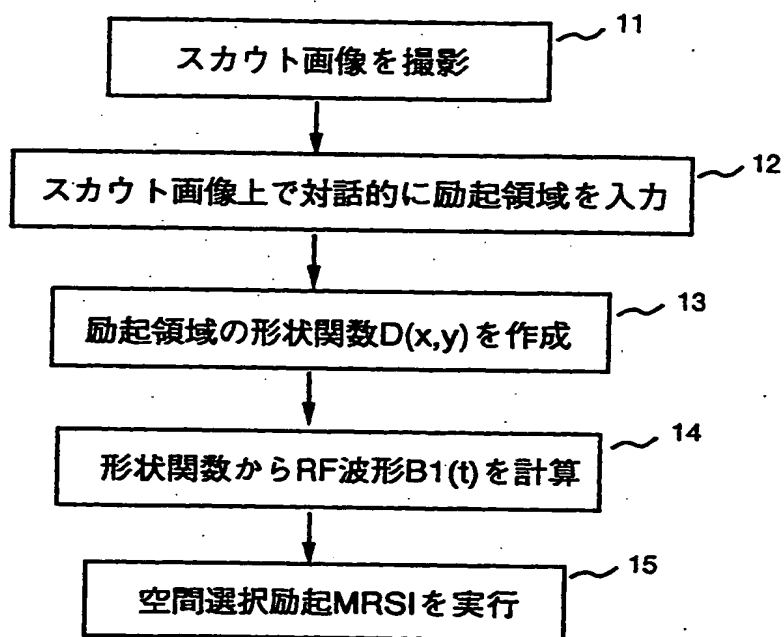 スカウト画像を撮影
11
スカウト画像上で対話的に励起領域を入力
12
励起領域の形状関数D(x,y)を作成
13
形状関数からRF波形B1(t)を計算
14
空間選択励起MRSIを実行
15